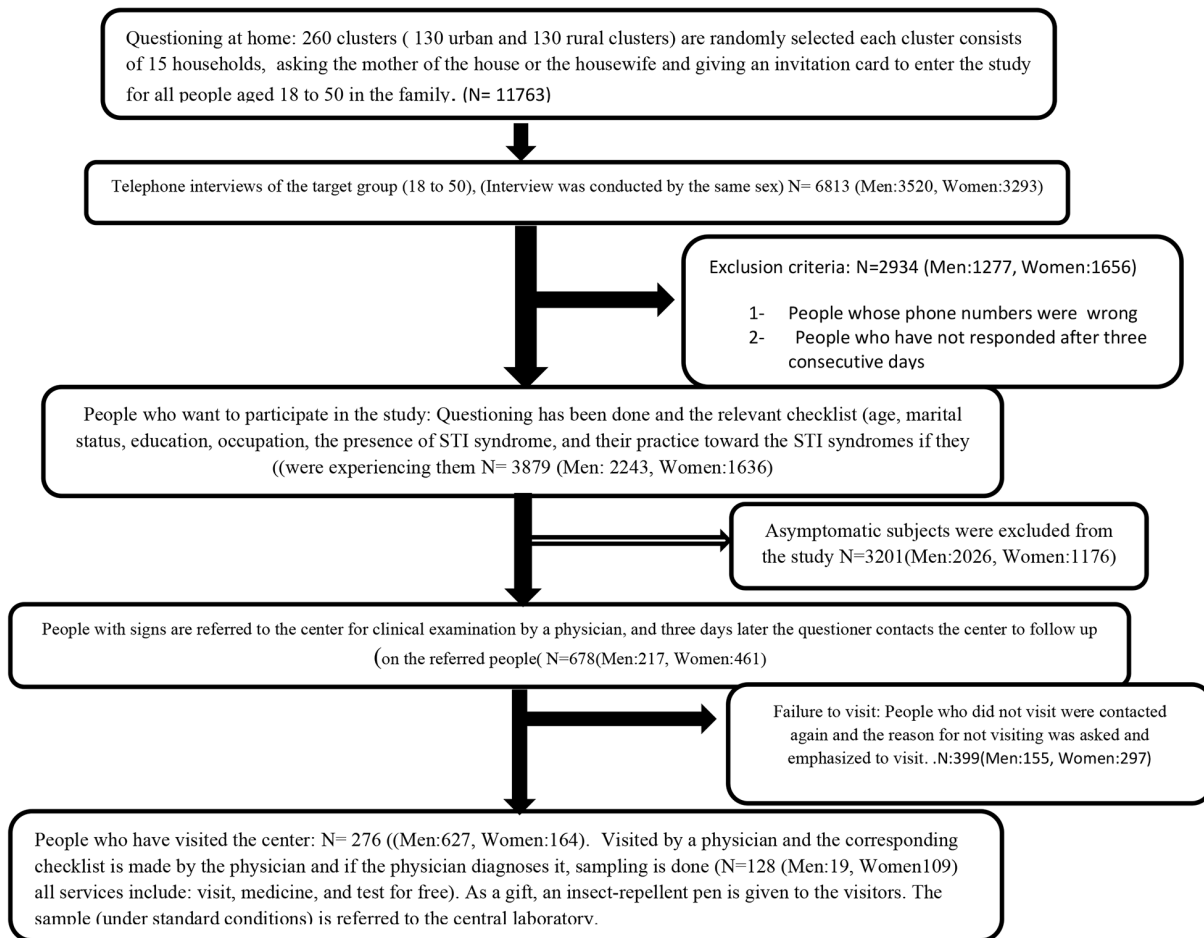 Questioning at home: 260 clusters ( 130 urban and 130 rural clusters) are randomly selected each cluster consists
of 15 households, asking the mother of the house or the housewife and giving an invitation card to enter the study
for all people aged 18 to 50 in the family. (N= 11763)
Telephone interviews of the target group (18 to 50), (Interview was conducted by the same sex) N= 6813 (Men:3520, Women:3293)
Exclusion criteria: N=2934 (Men:1277, Women:1656)
1- People whose phone numbers were wrong
2- People who have not responded after three
consecutive days
People who want to participate in the study: Questioning has been done and the relevant checklist (age, marital
status, education, occupation, the presence of STI syndrome, and their practice toward the STI syndromes if they
((were experiencing them N= 3879 (Men: 2243, Women:1636)
Asymptomatic subjects were excluded from
the study N=3201(Men:2026, Women:1176)
People with signs are referred to the center for clinical examination by a physician, and three days later the questioner contacts the center to follow up
(on the referred people( N=678(Men:217, Women:461)
Failure to visit: People who did not visit were contacted
again and the reason for not visiting was asked and
emphasized to visit. .N:399(Men:155, Women:297)
People who have visited the center: N= 276 ((Men:627, Women:164). Visited by a physician and the corresponding
checklist is made by the physician and if the physician diagnoses it, sampling is done (N=128 (Men:19, Women109)
all services include: visit, medicine, and test for free). As a gift, an insect-repellent pen is given to the visitors. The
sample (under standard conditions) is referred to the central laboratory.